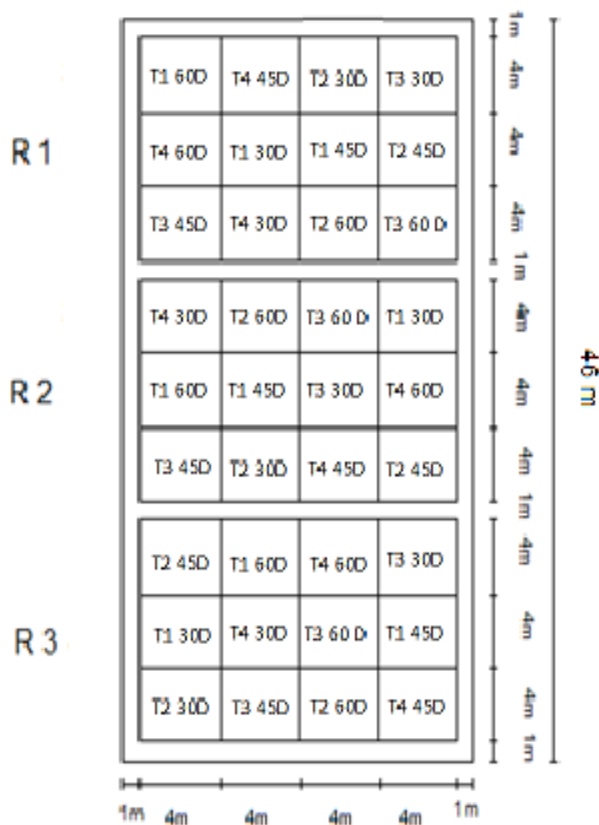 1m
T1 60D T4 45D T2 30D T3 30D 4m
R 1 T4 60D T1 30D T1 45D T2 45D 4m
T3 45D T4 30D T2 60D T3 60 D 4m
1m
T4 30D T2 60D T3 60 D T1 30D 4m
46 m
R 2 T1 60D T1 45D T3 30D T4 60D 4m
T3 45D T2 30D T4 45D T2 45D 4m
1m
T2 45D T1 60D T4 60D T3 30D 4m
R 3 T1 30D T4 30D T3 60 D T1 45D 4m
T2 30D T3 45D T2 60D T4 45D 4m
1m
1m 4m 4m 4m 4m 1m